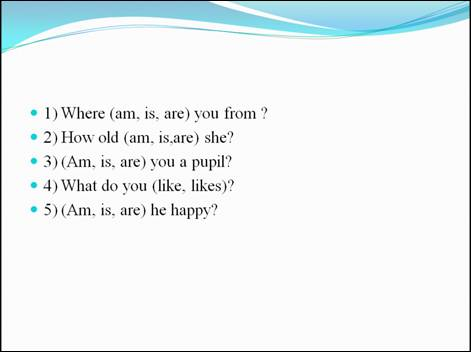 1) Where (am, is, are) you from ?
2) How old (am, is,are) she?
3) (Am, is, are) you a pupil?
4) What do you (like, likes)?
5) (Am, is, are) he happy?